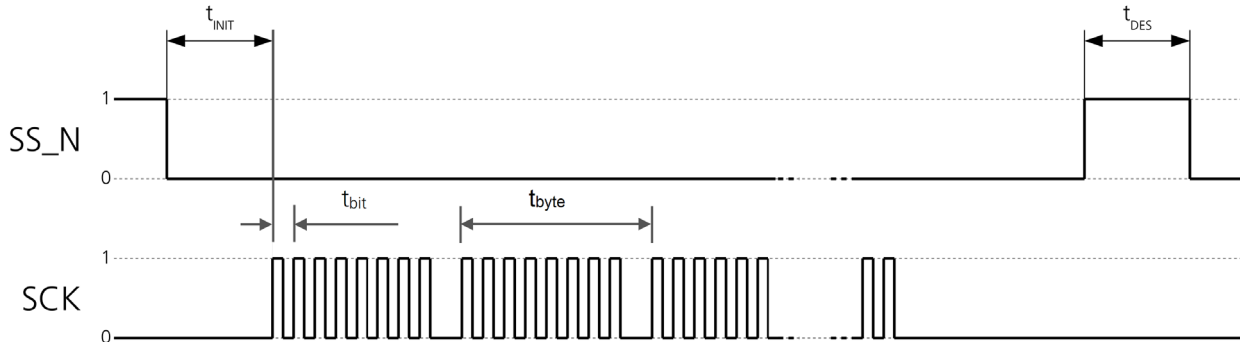 tINIT
tDES
1
SS_N
0
tbit
tbyte
1
SCK
0